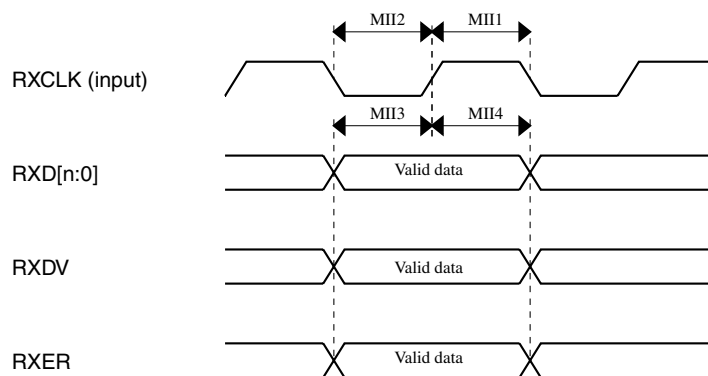 MII2 MII1
RXCLK (input)
MII3 MII4
RXD[n:0] Valid data
RXDV Valid data
RXER Valid data